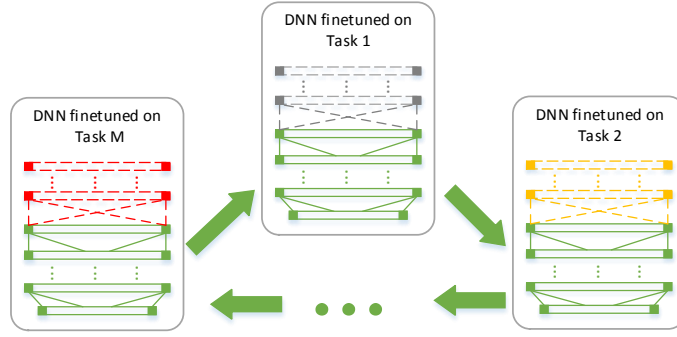 DNN finetuned on
Task 1
DNN finetuned on
Task M
DNN finetuned on
Task 2